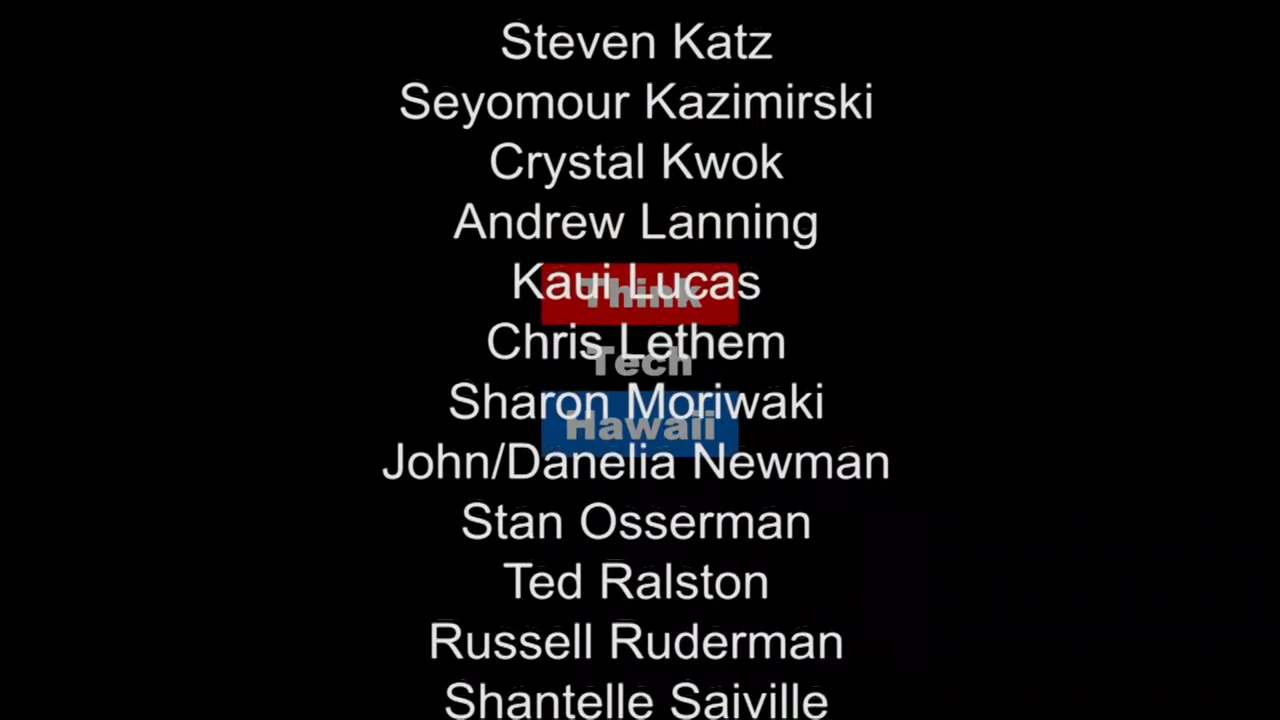 Steven Katz
Seyomour Kazimirski
Crystal Kwok
Andrew Lanning
Kaui Lucas
Think
Chris Lethem
Tech
Sharon Moriwaki
Hawaii
John/Danelia Newman
Stan Osserman
Ted Ralston
Russell Ruderman
Shantelle Saiville